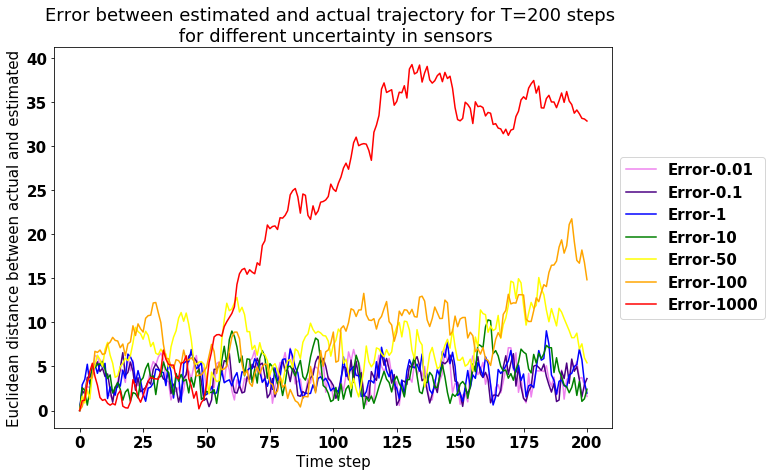 Error between estimated and actual trajectory for T=200 steps
for different uncertainty in sensors
Euclidean distance between actual and estimated
40
35
30
25
20
15
10
5
0
0 25 50 75 100 125 150 175 200
Time step
Error-0.01
Error-0.1
Error-1
Error-10
Error-50
Error-100
Error-1000